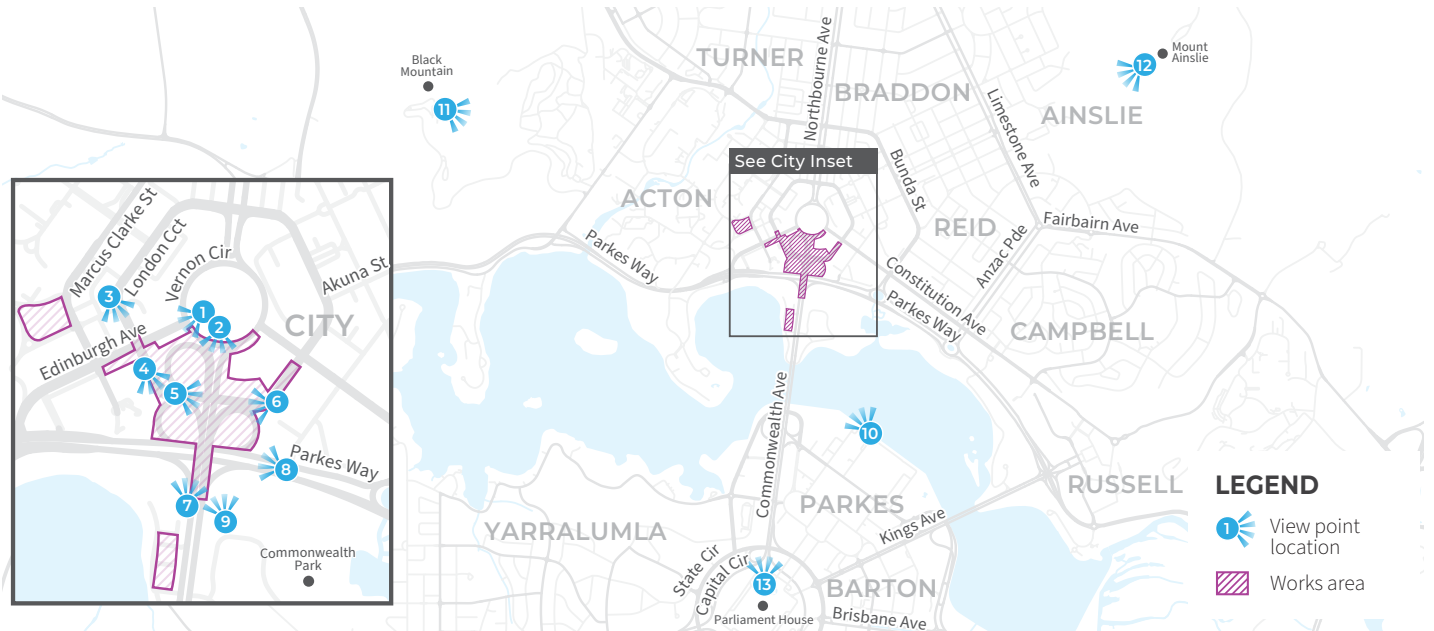 Black
Mountain
11
TURNER
Northbourne Ave
BRADDON
Limestone Ave
12
Mount
Ainslie
AINSLIE
See City Inset
ACTON
Bunda St
REID
Fairbairn Ave
Anzac Pde
Parkes Way
Constitution Ave
Parkes Way
CAMPBELL
Marcus Clarke St
London Cct
Vernon Cir
Akuna St
3
1
2
CITY
Edinburgh Ave
4
5
6
8
Parkes Way
7
9
Commonwealth
Park
Commonwealth Ave
10
YARRALUMLA
PARKES
Kings Ave
RUSSELL
State Cir
Capital Cir
13
Parliament House
BARTON
Brisbane Ave
LEGEND
1
View point
location
Works area